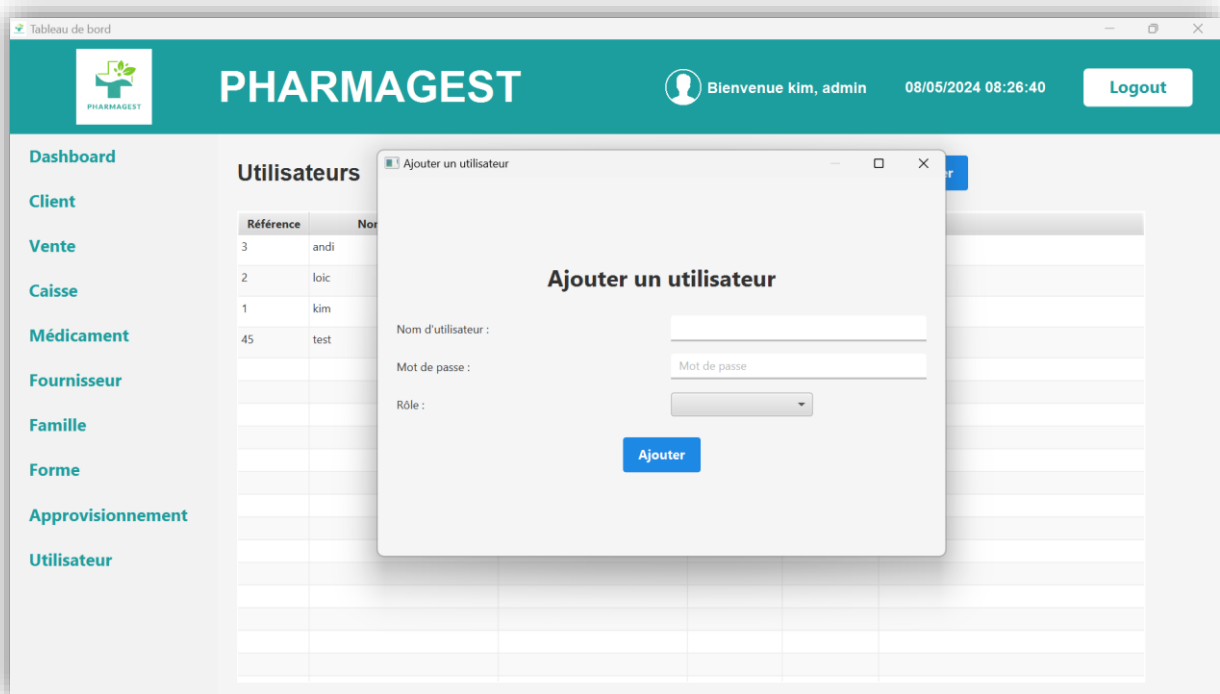 Tableau de bord
PHARMAGEST
PHARMAGEST
Bienvenue kim, admin
08/05/2024 08:26:40
Logout
Dashboard
Client
Vente
Caisse
Médicament
Fournisseur
Famille
Forme
Approvisionnement
Utilisateur
Utilisateurs
Référence
3 andi
2 loic
1 kim
45 test
Ajouter un utilisateur
Ajouter un utilisateur
Nom d'utilisateur :
Mot de passe : Mot de passe
Rôle :
Ajouter